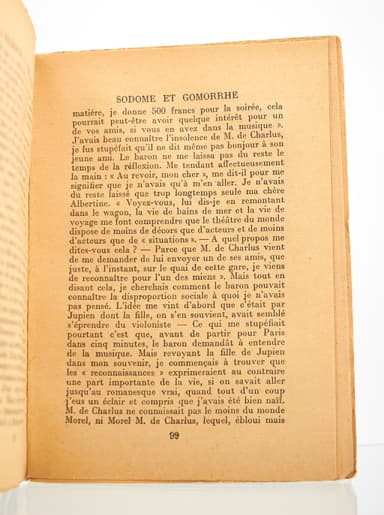 SODOME ET GOMORRHE
matière, je donne 500 francs pour la soirée, cela
pourrait peut-être avoir quelque intérêt pour un
de vos amis, si vous en avez dans la musique ».
J'avais beau connaître l'insolence de M. de Charlus,
je fus stupéfait qu'il ne dit même pas bonjour à son
jeune ami. Le baron ne me laissa pas du reste
le temps de la réflexion. Me tendant affectueusement
la main : « Au revoir, mon cher », me dit-il pour me
signifier que je n'avais qu'à m'en aller. Je n'avais
du reste laissé que trop longtemps seule ma chère
Albertine. « Voyez-vous, lui dis-je en remontant
dans le wagon, la vie de bains de mer et la vie de
voyage me font comprendre que le théâtre du monde
dispose de moins de décors que d'acteurs et de moins
d'acteurs que de « situations ». — A quel propos me
dites-vous cela ? — Parce que M. de Charlus vient
de me demander de lui envoyer un de ses amis, que
juste, à l'instant, sur le quai de cette gare, je viens
de reconnaître pour l'un des miens ». Mais tout en
disant cela, je cherchais comment le baron pouvait
connaître la disproportion sociale à quoi je n'avais
pas pensé. L'idée me vint d'abord que c'était par
Jupien dont la fille, on s'en souvient, avait semblé
s'éprendre du violoniste — Ce qui me stupéfiait
pourtant c'est que, avant de partir pour Paris
dans cinq minutes, le baron demandât à entendre
de la musique. Mais revoyant la fille de Jupien
dans mon souvenir, je commençais à trouver que
les « reconnaissances » exprimeraient au contraire
une part importante de la vie, si on savait aller
jusqu'au romanesque vrai, quand tout d'un coup
j'eus un éclair et compris que j'avais été bien naïf.
M. de Charlus ne connaissait pas le moins du monde
Morel, ni Morel M. de Charlus, lequel, ébloui mais
99